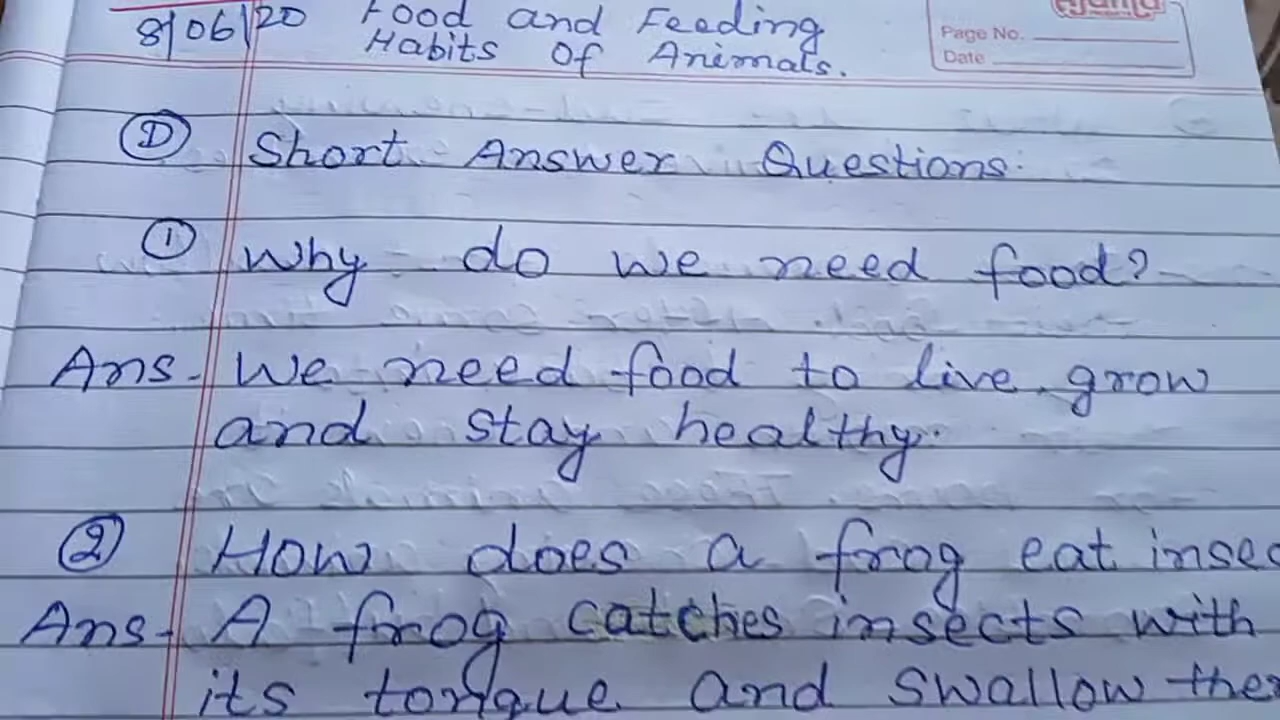 8/06/20 Food and Feeding
Habits Of Animals.
Page No.
Date
D Short Answer Questions.
1 Why do we need food?
Ans - We need food to live, grow
and stay healthy.
2 How does a frog eat insec
Ans - A frog catches insects with
its tongue and swallow